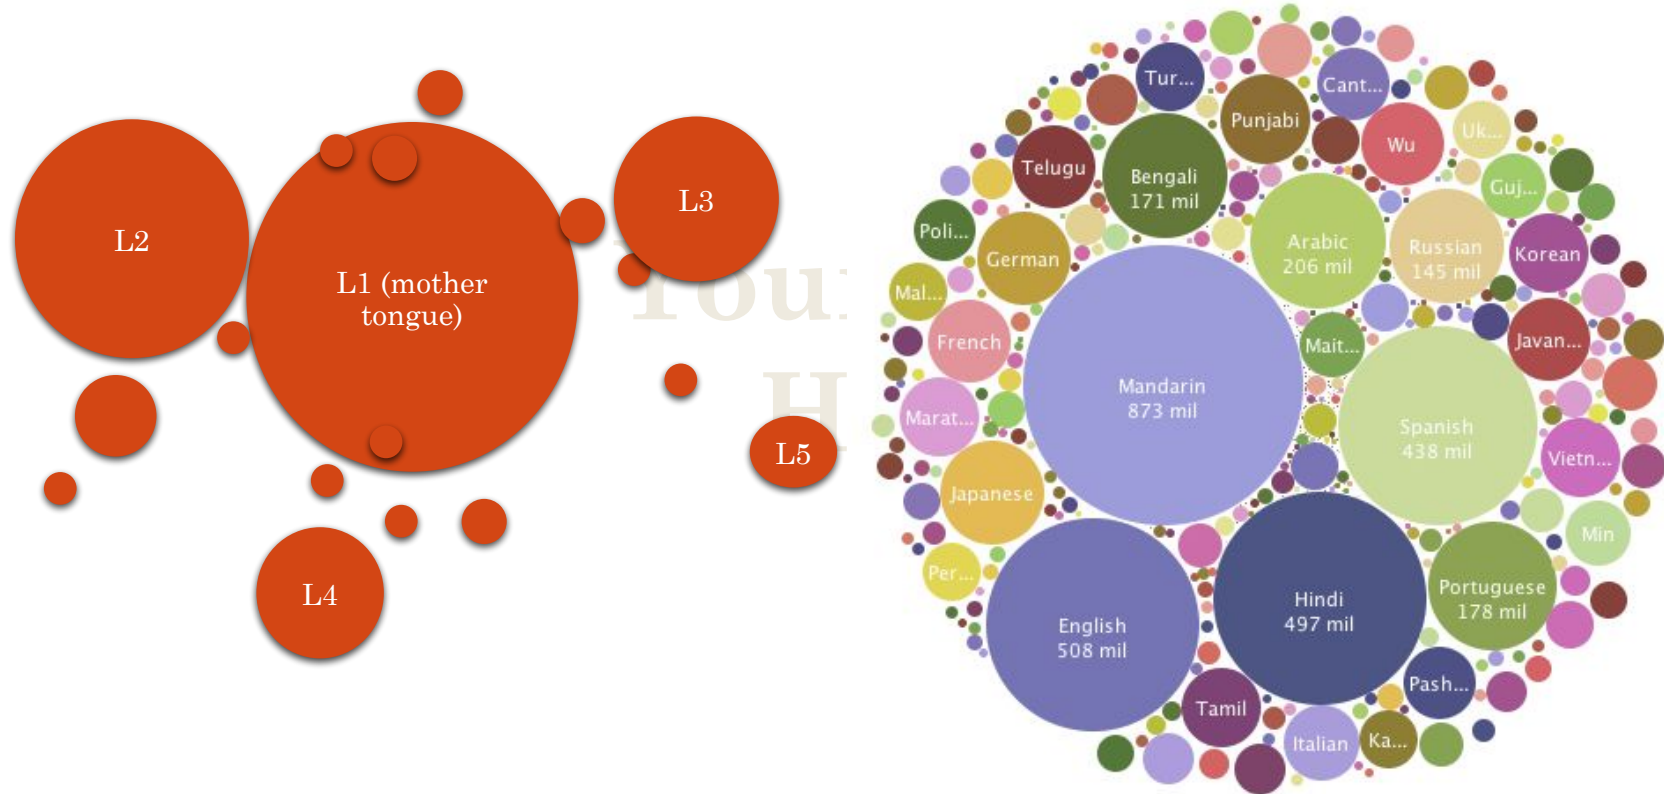 L2
L1 (mother
tongue)
L3
L5
L4
You
H
Tur...
Cant...
Punjabi
Wu
Uk...
Telugu
Bengali
171 mil
Guj...
Poli...
German
Arabic
206 mil
Russian
145 mil
Korean
Mal...
French
Mait...
Javan...
Mandarin
873 mil
Marat...
Spanish
438 mil
Vietn...
Japanese
Min
Per...
English
508 mil
Hindi
497 mil
Portuguese
178 mil
Pash...
Tamil
Italian
Ka...